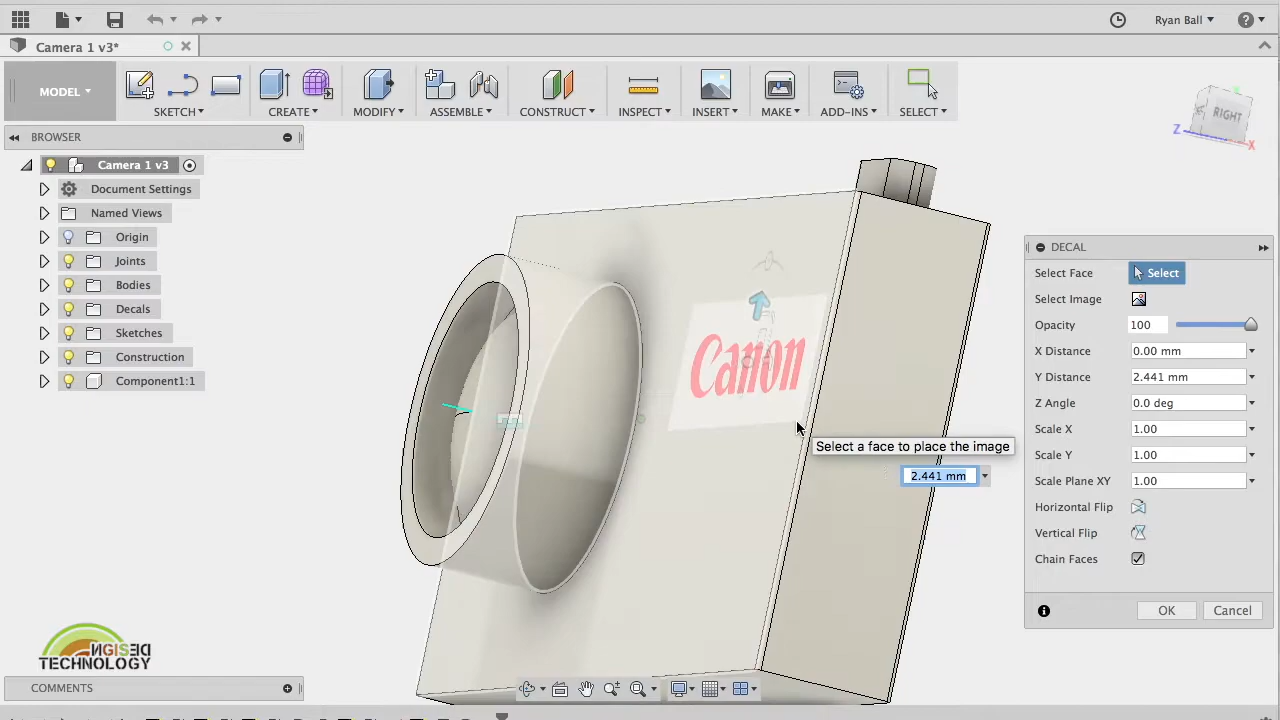 Ryan Ball
Camera 1 v3*
MODEL
SKETCH
CREATE
MODIFY
ASSEMBLE
CONSTRUCT
INSPECT
INSERT
MAKE
ADD-INS
SELECT
BROWSER
RIGHT
Z
X
Camera 1 v3
Document Settings
Named Views
Origin
Joints
Bodies
Decals
Sketches
Construction
Component1:1
Canon
Select a face to place the image
2.441 mm
DECAL
Select Face
Select
Select Image
Opacity
100
X Distance
0.00 mm
Y Distance
2.441 mm
Z Angle
0.0 deg
Scale X
1.00
Scale Y
1.00
Scale Plane XY
1.00
Horizontal Flip
Vertical Flip
Chain Faces
OK
Cancel
DESIGN
TECHNOLOGY
COMMENTS